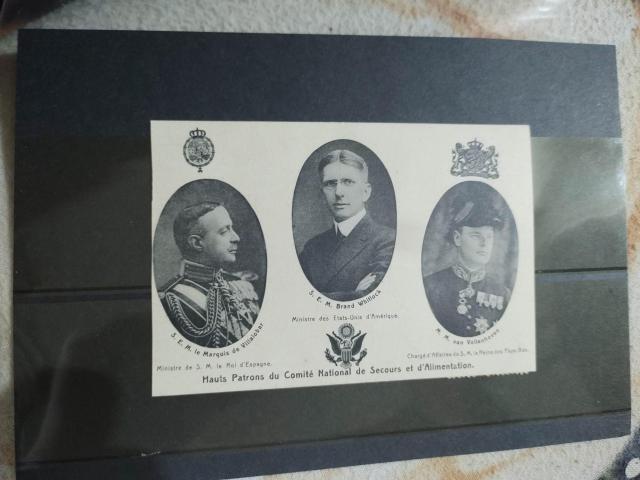 S. E. M. le Marquis de Villalobar
Ministre de S. M. le Roi d'Espagne.
S. E. M. Brand Whitlock
Ministre des Etats-Unis d'Amérique.
M. M. van Vollenhoven
Chargé d'Affaires de S. M. la Reine des Pays-Bas.
Hauts Patrons du Comité National de Secours et d'Alimentation.